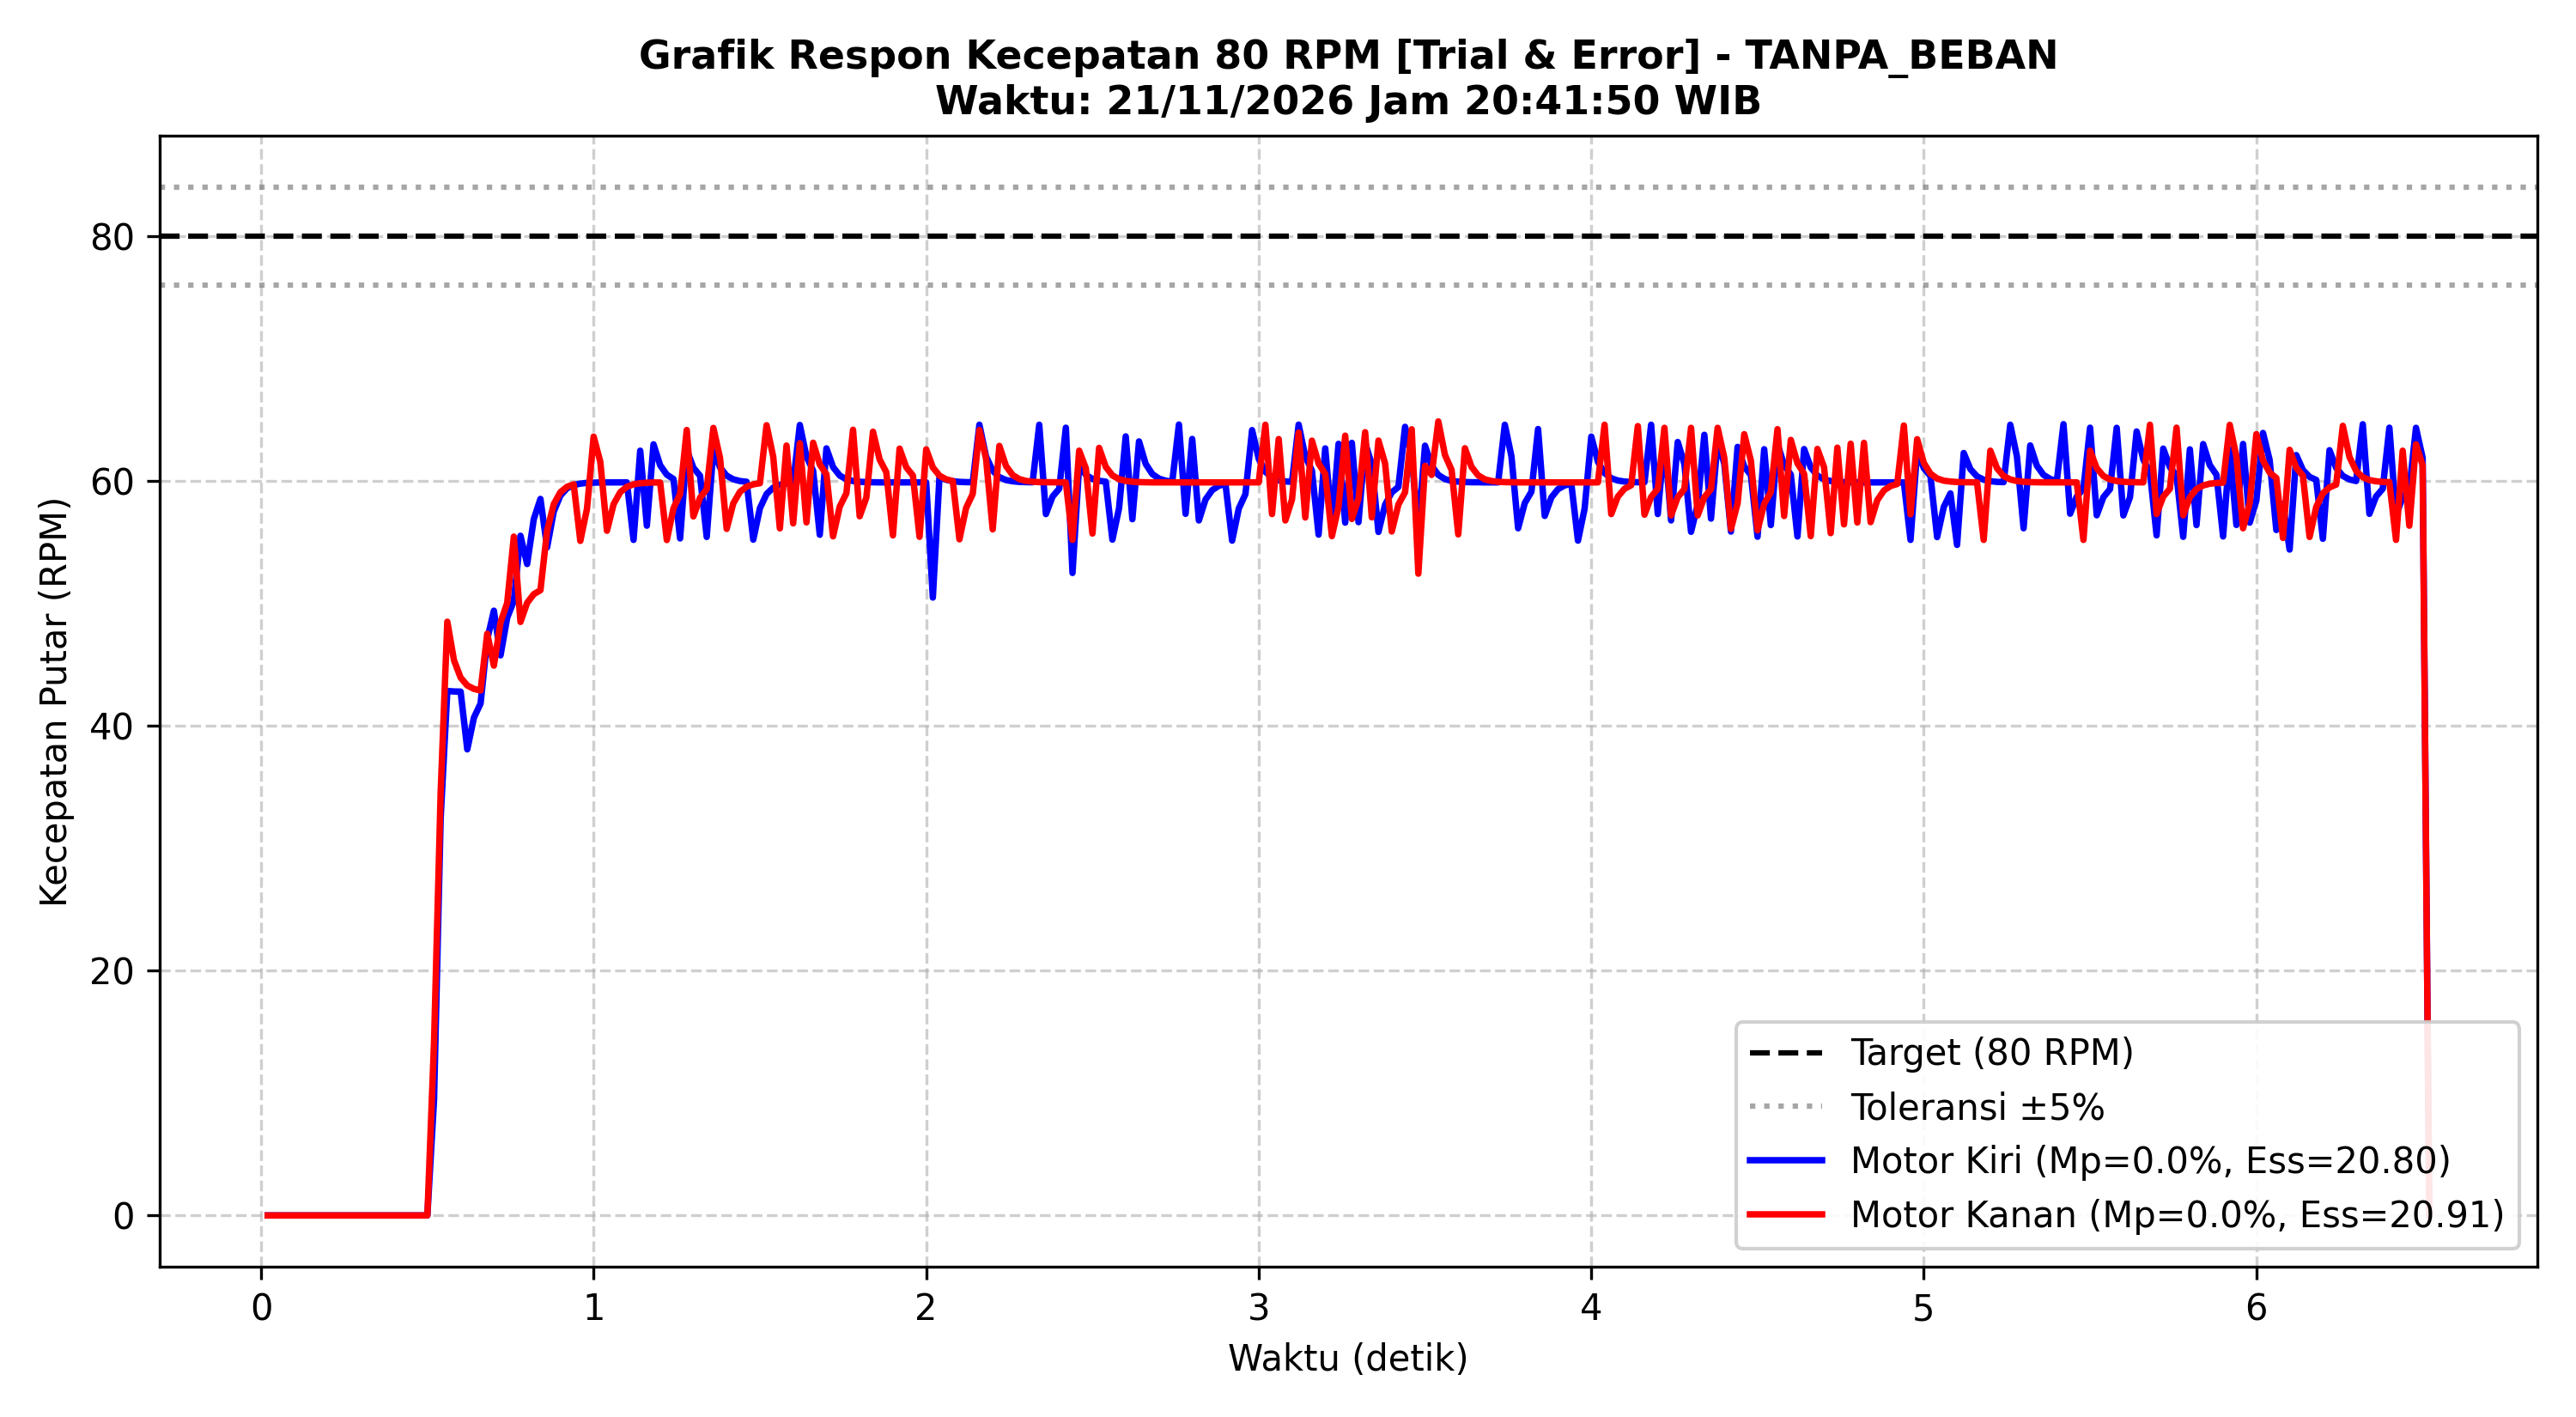 Grafik Respon Kecepatan 80 RPM [Trial & Error] - TANPA_BEBAN
Waktu: 21/11/2026 Jam 20:41:50 WIB
Kecepatan Putar (RPM)
80
60
40
20
0
0 1 2 3 4 5 6
Waktu (detik)
Target (80 RPM)
Toleransi ±5%
Motor Kiri (Mp=0.0%, Ess=20.80)
Motor Kanan (Mp=0.0%, Ess=20.91)